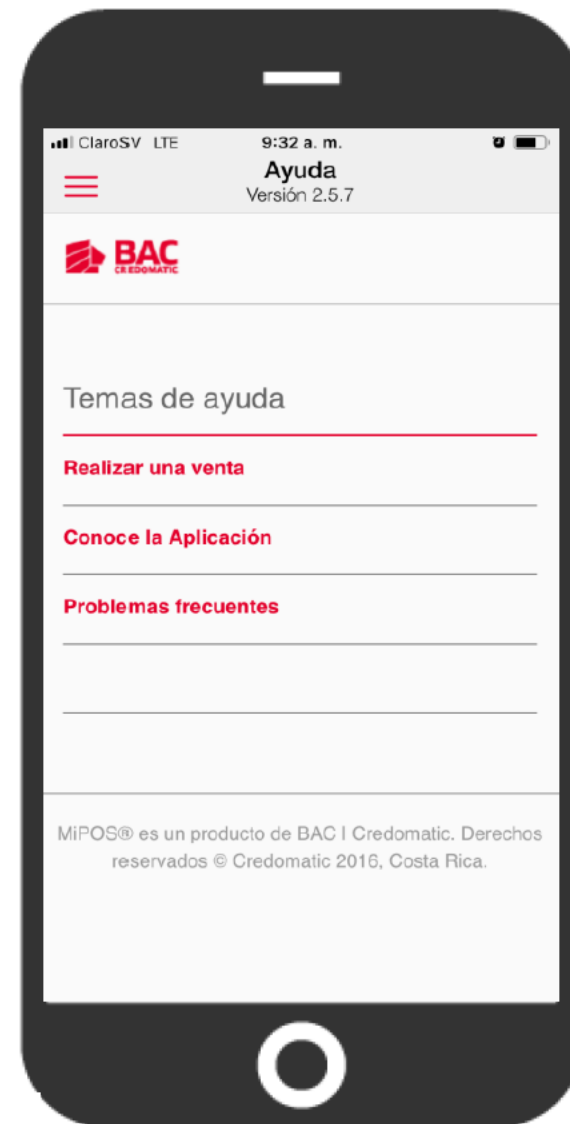 ClaroSV LTE 9:32 a. m.
Ayuda
Versión 2.5.7
BAC
CREDOMATIC
Temas de ayuda
Realizar una venta
Conoce la Aplicación
Problemas frecuentes
MiPOS® es un producto de BAC | Credomatic. Derechos
reservados © Credomatic 2016, Costa Rica.